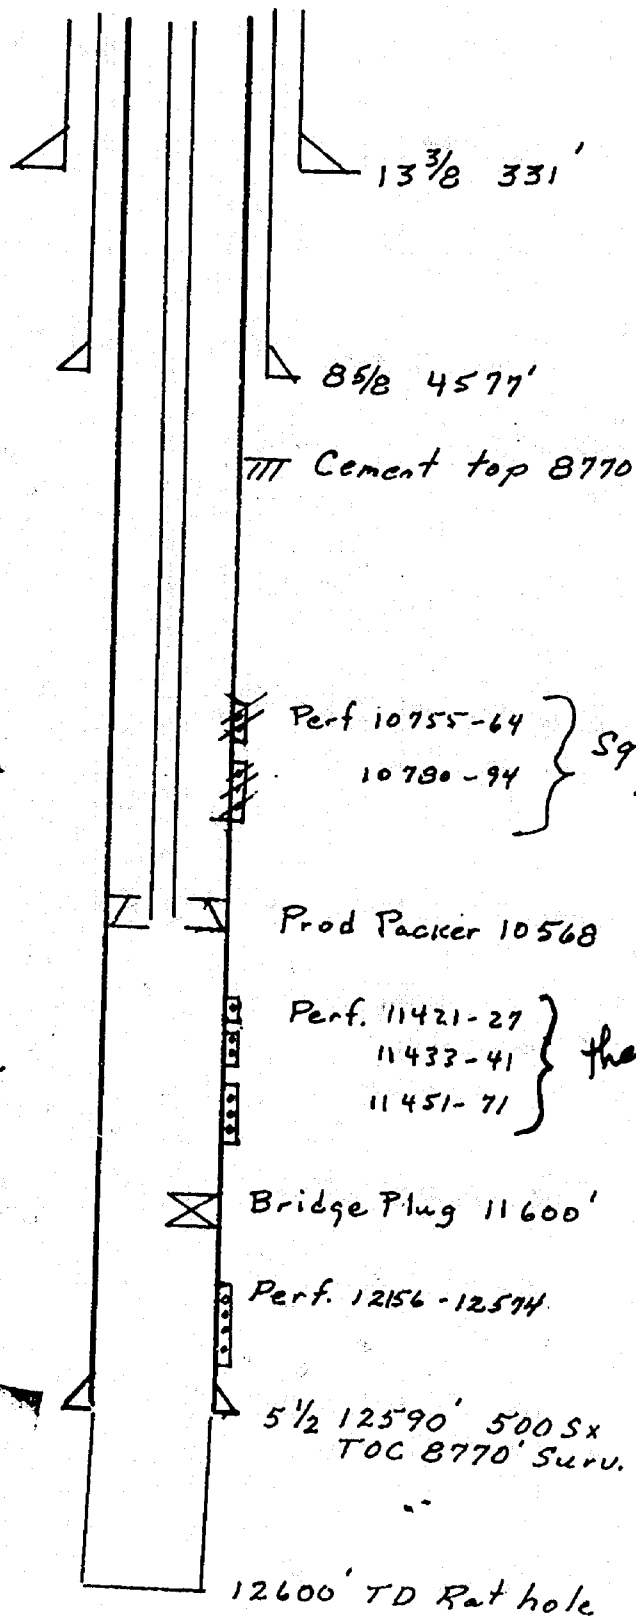 13 3/8 331'
8 5/8 4577'
Cement top 8770
Perf 10755-64
10780-94
Sq
Prod Packer 10568
Perf. 11421-27
11433-41
11451-71
the
Bridge Plug 11600'
Perf. 12156-12574
5 1/2 12590' 500 Sx
TOC 8770' Surv.
12600' TD Rat hole